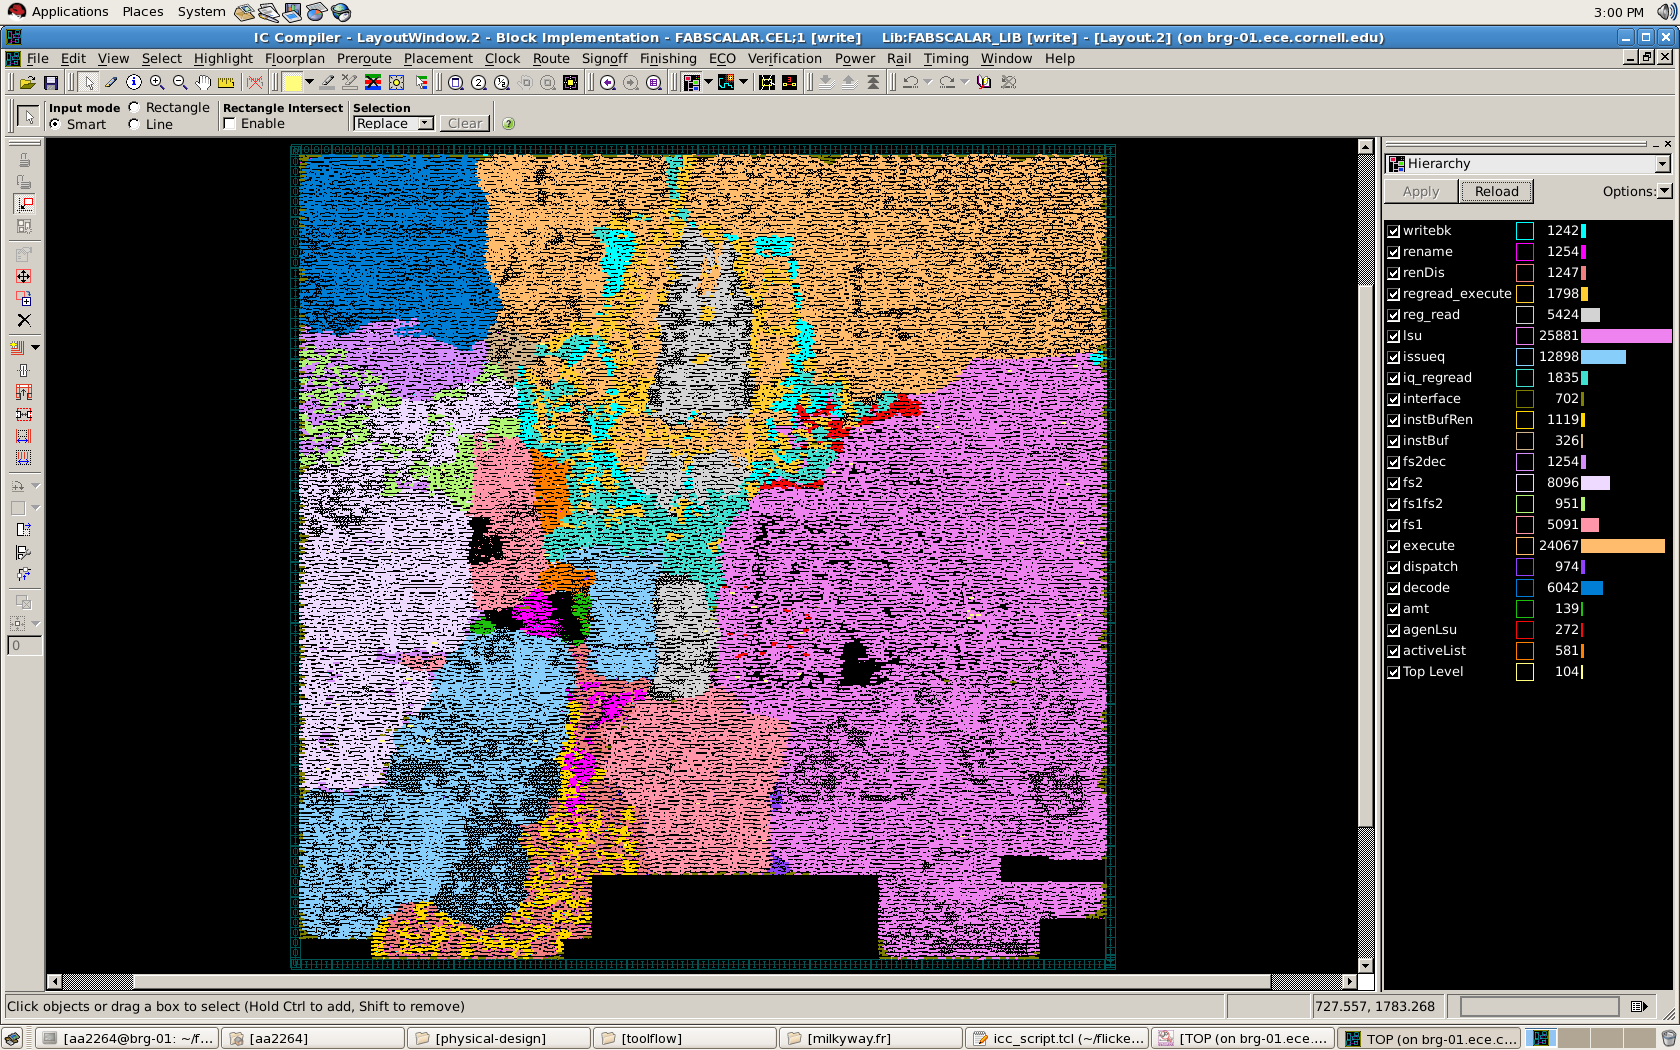 Applications Places System 3:00 PM
IC Compiler - LayoutWindow.2 - Block Implementation - FABSCALAR.CEL;1 [write] Lib:FABSCALAR_LIB [write] - [Layout.2] (on brg-01.ece.cornell.edu)
File Edit View Select Highlight Floorplan Preroute Placement Clock Route Signoff Finishing ECO Verification Power Rail Timing Window Help
Input mode Rectangle Rectangle Intersect Selection
Smart Line Enable Replace Clear
Hierarchy
Apply Reload Options:
writebk 1242
rename 1254
renDis 1247
regread_execute 1798
reg_read 5424
lsu 25881
issueq 12898
iq_regread 1835
interface 702
instBufRen 1119
instBuf 326
fs2dec 1254
fs2 8096
fs1fs2 951
fs1 5091
execute 24067
dispatch 974
decode 6042
amt 139
agenLsu 272
activeList 581
Top Level 104
0
Click objects or drag a box to select (Hold Ctrl to add, Shift to remove) 727.557, 1783.268
[aa2264@brg-01: ~/f... [aa2264] [physical-design] [toolflow] [milkyway.fr] icc_script.tcl (~/flicke... [TOP (on brg-01.ece.... TOP (on brg-01.ece.c...